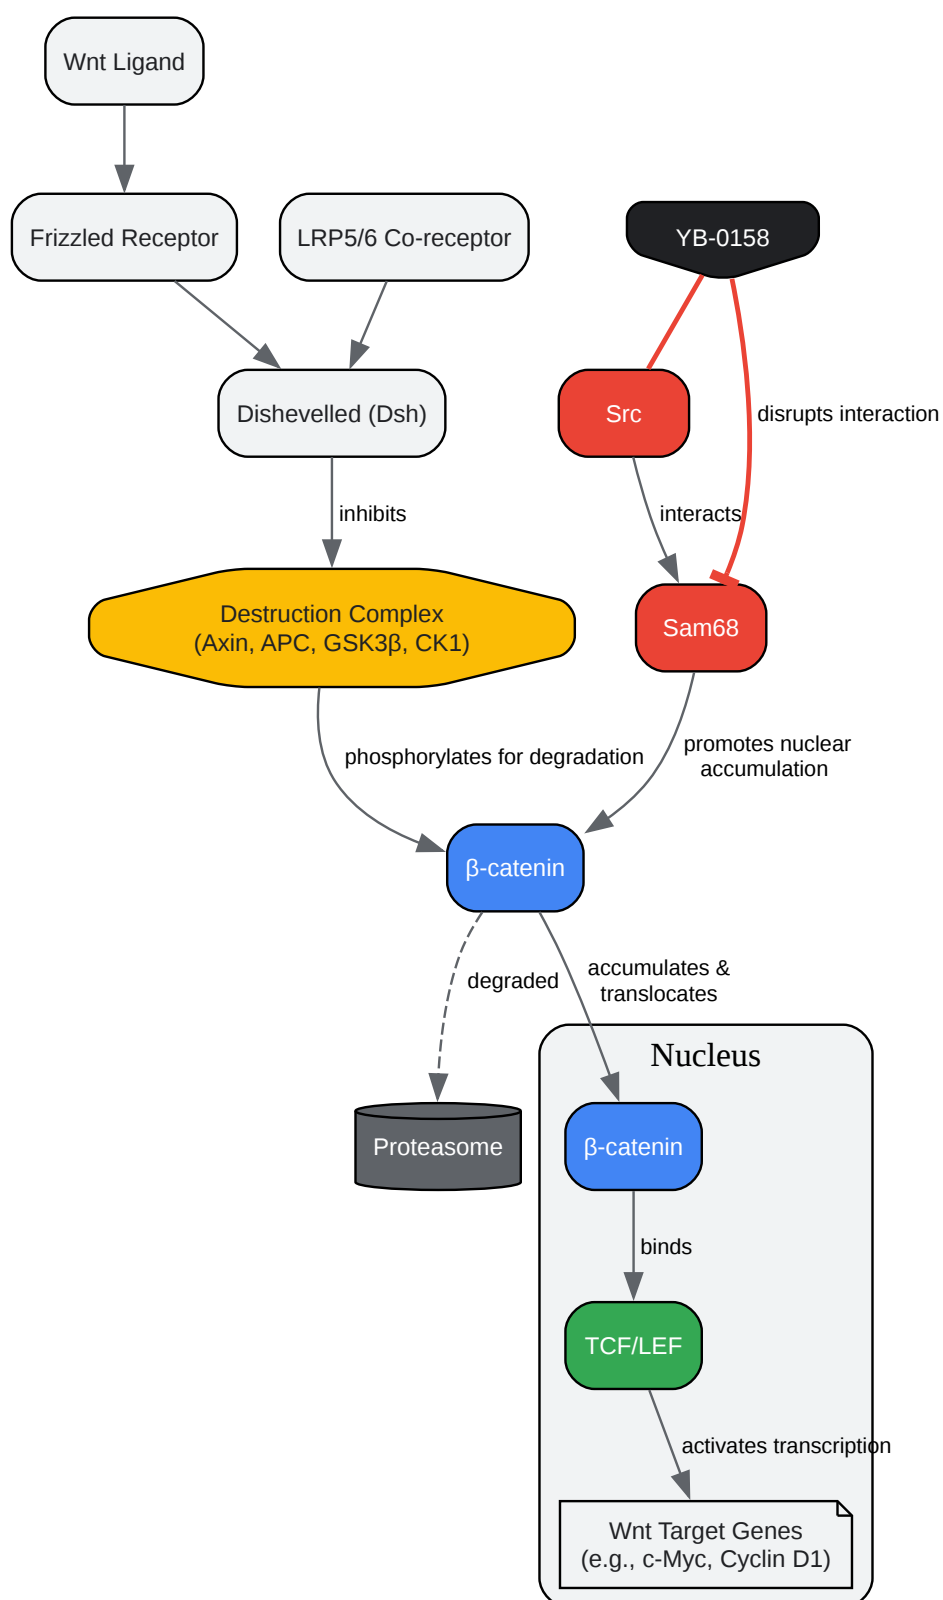 Wnt Ligand
Frizzled Receptor
LRP5/6 Co-receptor
YB-0158
Dishevelled (Dsh)
Src
disrupts interaction
inhibits
interacts
Destruction Complex
(Axin, APC, GSK3β, CK1)
Sam68
phosphorylates for degradation
promotes nuclear
accumulation
β-catenin
degraded
accumulates &
translocates
Nucleus
Proteasome
β-catenin
binds
TCF/LEF
activates transcription
Wnt Target Genes
(e.g., c-Myc, Cyclin D1)